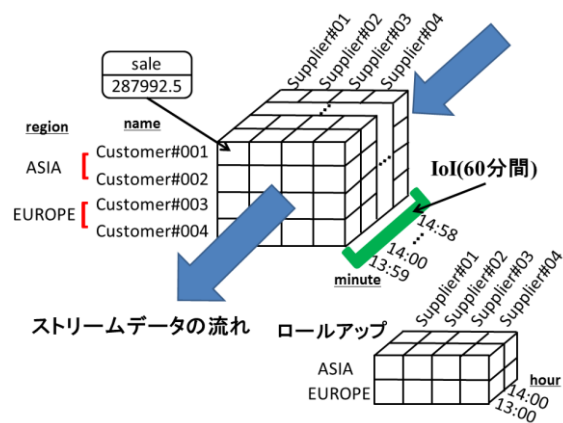 Supplier#01
Supplier#02
Supplier#03
Supplier#04
sale
287992.5
region
name
ASIA
Customer#001
Customer#002
EUROPE
Customer#003
Customer#004
IoI(60分間)
14:58
14:00
13:59
minute
ストリームデータの流れ
ロールアップ
Supplier#01
Supplier#02
Supplier#03
Supplier#04
ASIA
EUROPE
hour
14:00
13:00